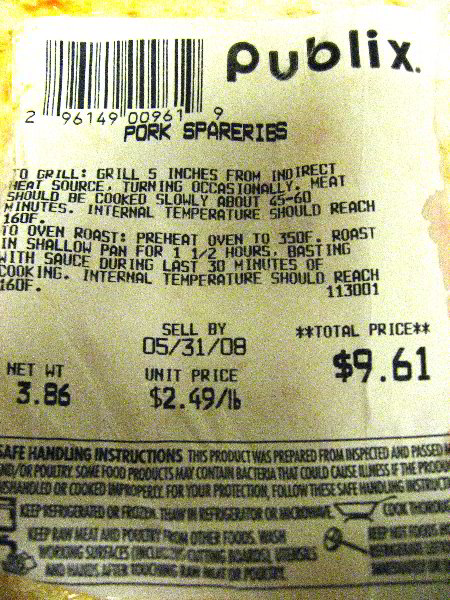 Publix.
2 96149 00961 9
PORK SPARERIBS
TO GRILL: GRILL 5 INCHES FROM INDIRECT
HEAT SOURCE, TURNING OCCASIONALLY. MEAT
SHOULD BE COOKED SLOWLY ABOUT 45-60
MINUTES. INTERNAL TEMPERATURE SHOULD REACH
160F.
TO OVEN ROAST: PREHEAT OVEN TO 350F. ROAST
IN SHALLOW PAN FOR 1 1/2 HOURS, BASTING
WITH SAUCE DURING LAST 30 MINUTES OF
COOKING. INTERNAL TEMPERATURE SHOULD REACH
160F. 113001
SELL BY **TOTAL PRICE**
05/31/08 $9.61
NET WT UNIT PRICE
3.86 $2.49/lb
SAFE HANDLING INSTRUCTIONS THIS PRODUCT WAS PREPARED FROM INSPECTED AND PASSED
AND/OR POULTRY. SOME FOOD PRODUCTS MAY CONTAIN BACTERIA THAT COULD CAUSE ILLNESS IF THE
MISHANDLED OR COOKED IMPROPERLY. FOR YOUR PROTECTION, FOLLOW THESE SAFE HANDLING
KEEP REFRIGERATED OR FROZEN. THAW IN REFRIGERATOR OR MICROWAVE. COOK
KEEP RAW MEAT AND POULTRY FROM OTHER FOODS. WASH KEEP HOT FOODS
WORKING SURFACES (INCLUDING CUTTING BOARDS), UTENSILS
AND HANDS AFTER TOUCHING RAW MEAT OR POULTRY.